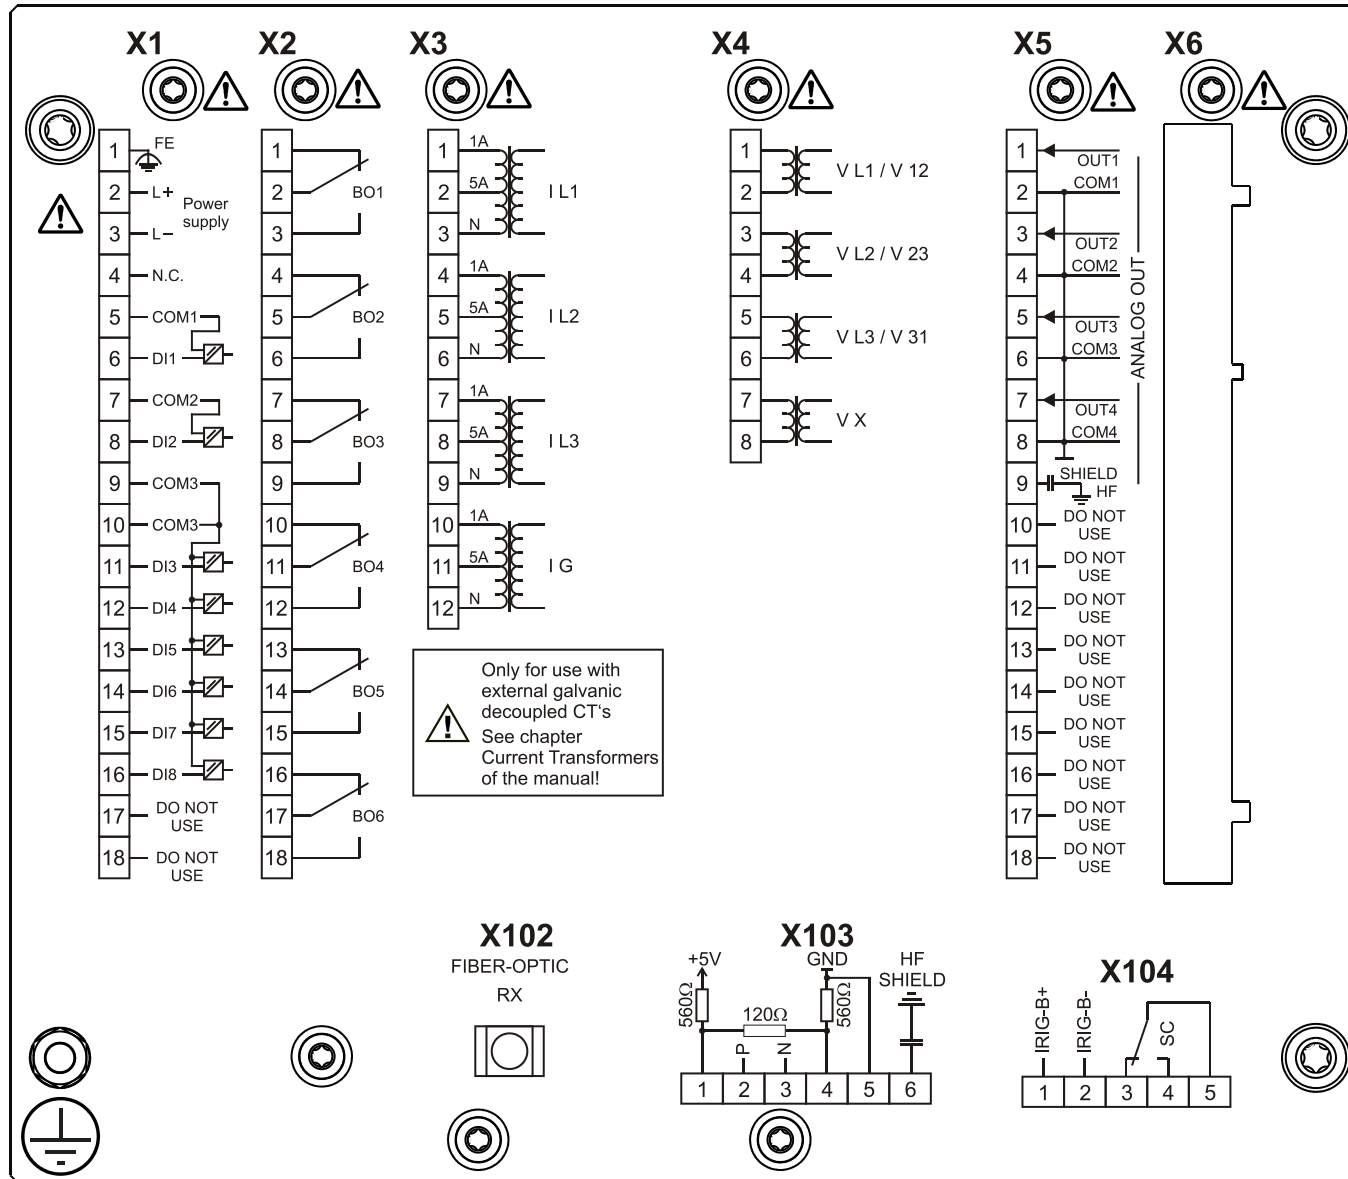 X1
X2
X3
X4
X5
X6
1 FE
2 L+
Power
supply
3 L−
4 N.C.
5 COM1
6 DI1
7 COM2
8 DI2
9 COM3
10 COM3
11 DI3
12 DI4
13 DI5
14 DI6
15 DI7
16 DI8
17 DO NOT
USE
18 DO NOT
USE
1
2 BO1
3
4
5 BO2
6
7
8 BO3
9
10
11 BO4
12
13
14 BO5
15
16
17 BO6
18
1 1A
2 5A I L1
3 N
4 1A
5 5A I L2
6 N
7 1A
8 5A I L3
9 N
10 1A
11 5A I G
12 N
Only for use with
external galvanic
decoupled CT‘s
See chapter
Current Transformers
of the manual!
1
V L1 / V 12
2
3
V L2 / V 23
4
5
V L3 / V 31
6
7
V X
8
1 OUT1
2 COM1
3 OUT2
4 COM2
5 OUT3
6 COM3
7 OUT4
8 COM4
ANALOG OUT
9 SHIELD
HF
10 DO NOT
USE
11 DO NOT
USE
12 DO NOT
USE
13 DO NOT
USE
14 DO NOT
USE
15 DO NOT
USE
16 DO NOT
USE
17 DO NOT
USE
18 DO NOT
USE
X102
FIBER-OPTIC
RX
X103
+5V GND HF
SHIELD
560Ω 120Ω 560Ω
P N
1 2 3 4 5 6
X104
IRIG-B+ IRIG-B- SC
1 2 3 4 5